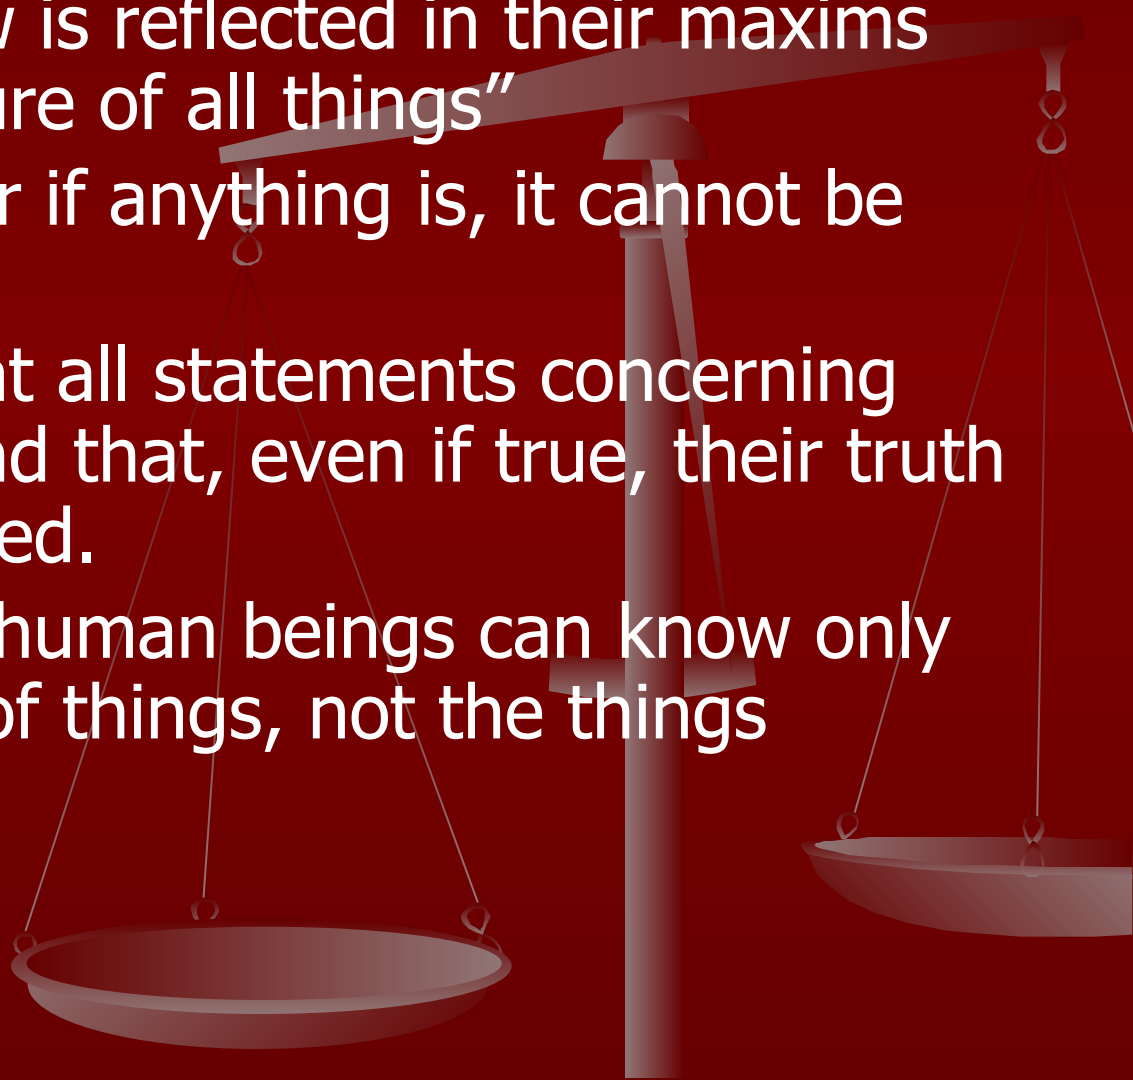 w is reflected in their maxims
ure of all things”
r if anything is, it cannot be
at all statements concerning
nd that, even if true, their truth
ed.
human beings can know only
of things, not the things